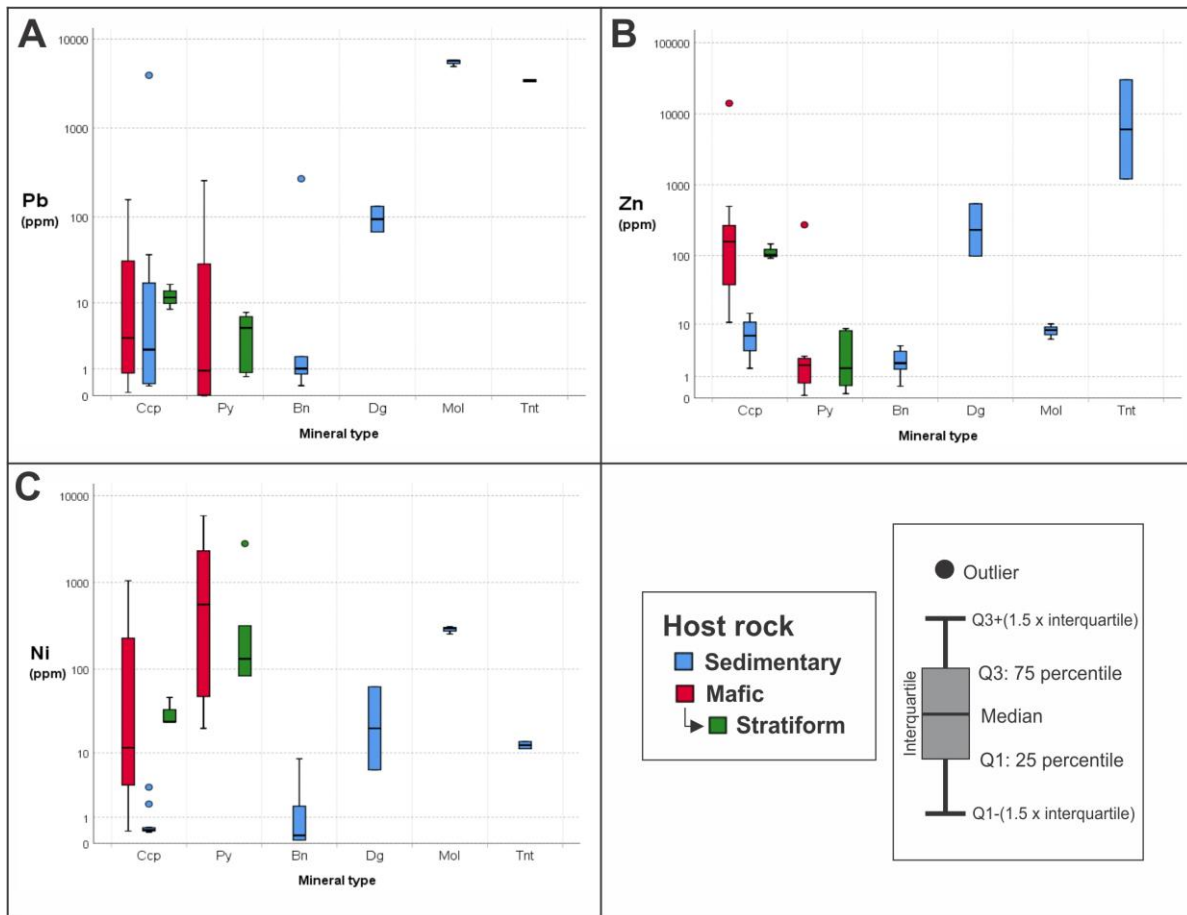 A
10000
1000
Pb
(ppm)
100
10
1
0
Ccp Py Bn Dg Mol Tnt
Mineral type
B
100000
10000
1000
Zn
(ppm)
100
10
1
0
Ccp Py Bn Dg Mol Tnt
Mineral type
C
10000
1000
Ni
(ppm)
100
10
1
0
Ccp Py Bn Dg Mol Tnt
Mineral type
Host rock
Sedimentary
Mafic
Stratiform
Outlier
Q3+(1.5 x interquartile)
Q3: 75 percentile
Interquartile
Median
Q1: 25 percentile
Q1-(1.5 x interquartile)